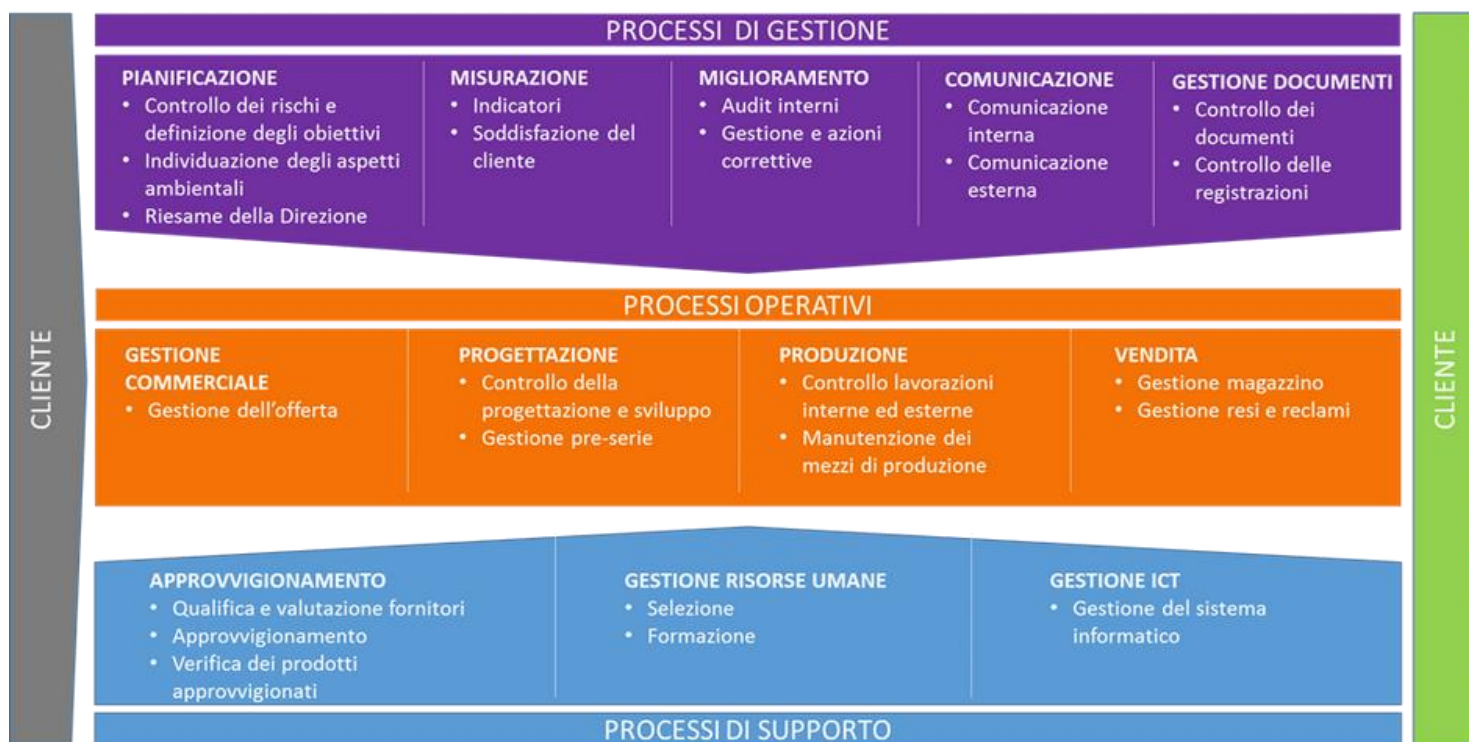 CLIENTE
PROCESSI DI GESTIONE
PIANIFICAZIONE
• Controllo dei rischi e
definizione degli obiettivi
• Individuazione degli aspetti
ambientali
• Riesame della Direzione
MISURAZIONE
• Indicatori
• Soddisfazione del
cliente
MIGLIORAMENTO
• Audit interni
• Gestione e azioni
correttive
COMUNICAZIONE
• Comunicazione
interna
• Comunicazione
esterna
GESTIONE DOCUMENTI
• Controllo dei
documenti
• Controllo delle
registrazioni
PROCESSI OPERATIVI
GESTIONE
COMMERCIALE
• Gestione dell'offerta
PROGETTAZIONE
• Controllo della
progettazione e sviluppo
• Gestione pre-serie
PRODUZIONE
• Controllo lavorazioni
interne ed esterne
• Manutenzione dei
mezzi di produzione
VENDITA
• Gestione magazzino
• Gestione resi e reclami
APPROVVIGIONAMENTO
• Qualifica e valutazione fornitori
• Approvvigionamento
• Verifica dei prodotti
approvvigionati
GESTIONE RISORSE UMANE
• Selezione
• Formazione
GESTIONE ICT
• Gestione del sistema
informatico
PROCESSI DI SUPPORTO
CLIENTE